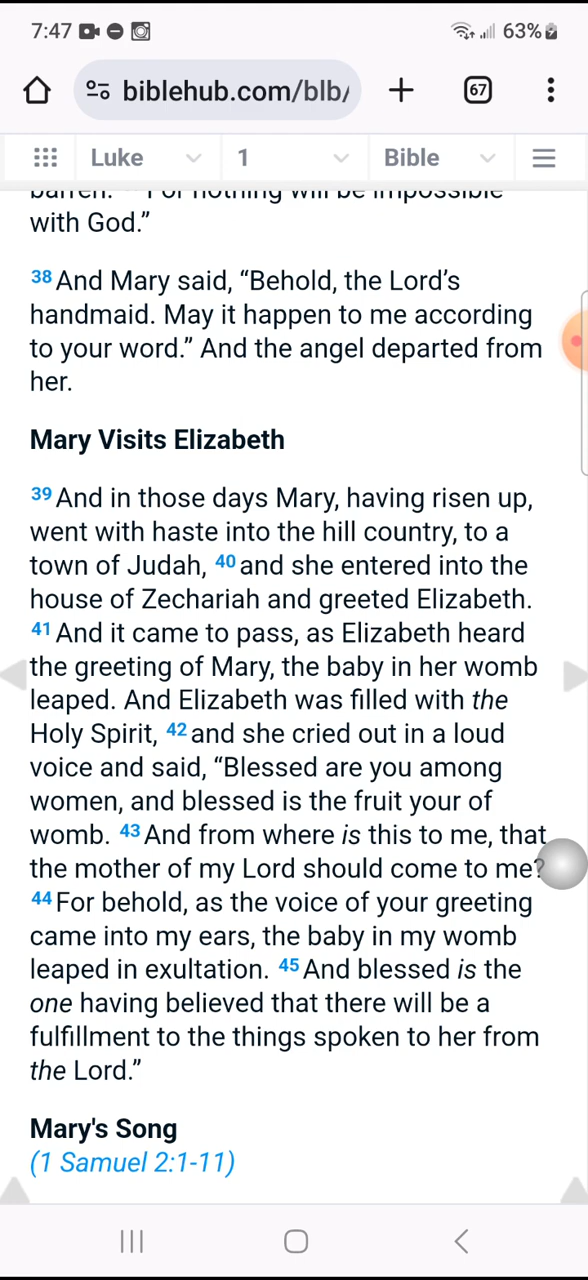 7:47 63%
biblehub.com/blb/ 67
Luke 1 Bible
barren. “For nothing will be impossible
with God.”
38 And Mary said, “Behold, the Lord’s
handmaid. May it happen to me according
to your word.” And the angel departed from
her.
Mary Visits Elizabeth
39 And in those days Mary, having risen up,
went with haste into the hill country, to a
town of Judah, 40 and she entered into the
house of Zechariah and greeted Elizabeth.
41 And it came to pass, as Elizabeth heard
the greeting of Mary, the baby in her womb
leaped. And Elizabeth was filled with the
Holy Spirit, 42 and she cried out in a loud
voice and said, “Blessed are you among
women, and blessed is the fruit your of
womb. 43 And from where is this to me, that
the mother of my Lord should come to me?
44 For behold, as the voice of your greeting
came into my ears, the baby in my womb
leaped in exultation. 45 And blessed is the
one having believed that there will be a
fulfillment to the things spoken to her from
the Lord.”
Mary's Song
(1 Samuel 2:1-11)